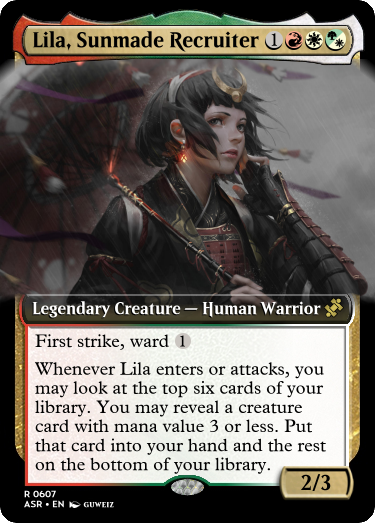 Lila, Sunmade Recruiter 1
Legendary Creature — Human Warrior
First strike, ward 1
Whenever Lila enters or attacks, you
may look at the top six cards of your
library. You may reveal a creature
card with mana value 3 or less. Put
that card into your hand and the rest
on the bottom of your library.
2/3
R 0607
ASR • EN GUWEIZ